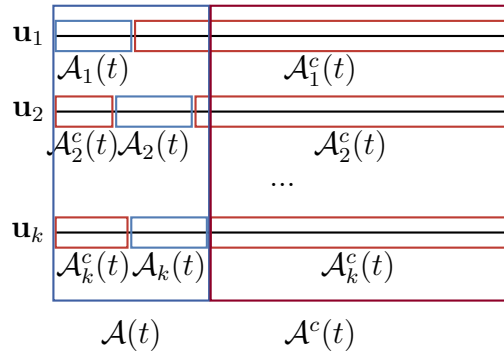 𝐮₁
𝒜₁(t) 𝒜₁ᶜ(t)
𝐮₂
𝒜₂ᶜ(t) 𝒜₂(t) 𝒜₂ᶜ(t)
...
𝐮ₖ
𝒜ₖᶜ(t) 𝒜ₖ(t) 𝒜ₖᶜ(t)
𝒜(t) 𝒜ᶜ(t)